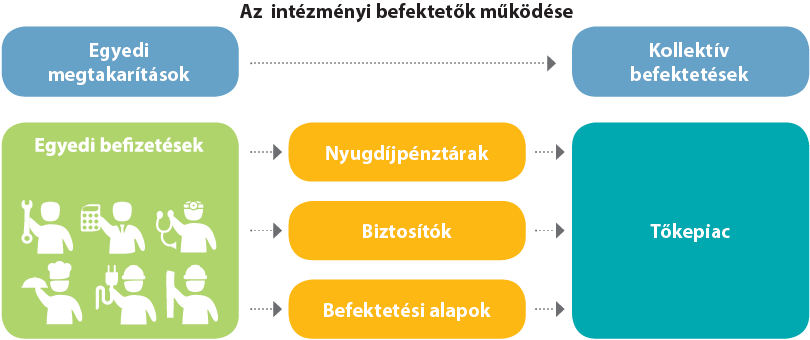 Az intézményi befektetők működése
Egyedi
megtakarítások
Kollektív
befektetések
Egyedi befizetések
Nyugdíjpénztárak
Biztosítók
Befektetési alapok
Tőkepiac